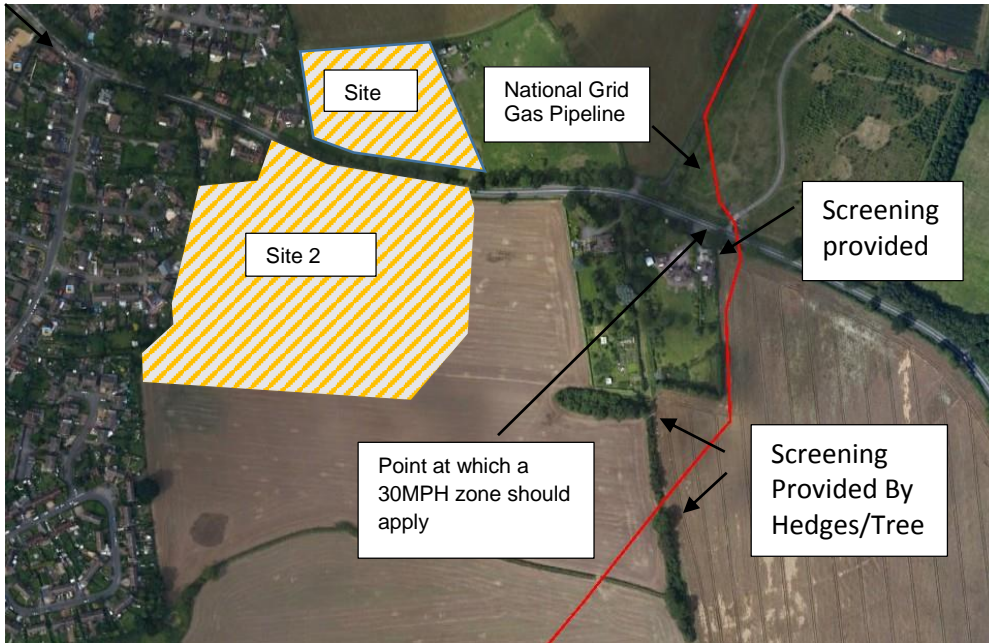 Site
National Grid
Gas Pipeline
Screening
provided
Site 2
Point at which a
30MPH zone should
apply
Screening
Provided By
Hedges/Tree